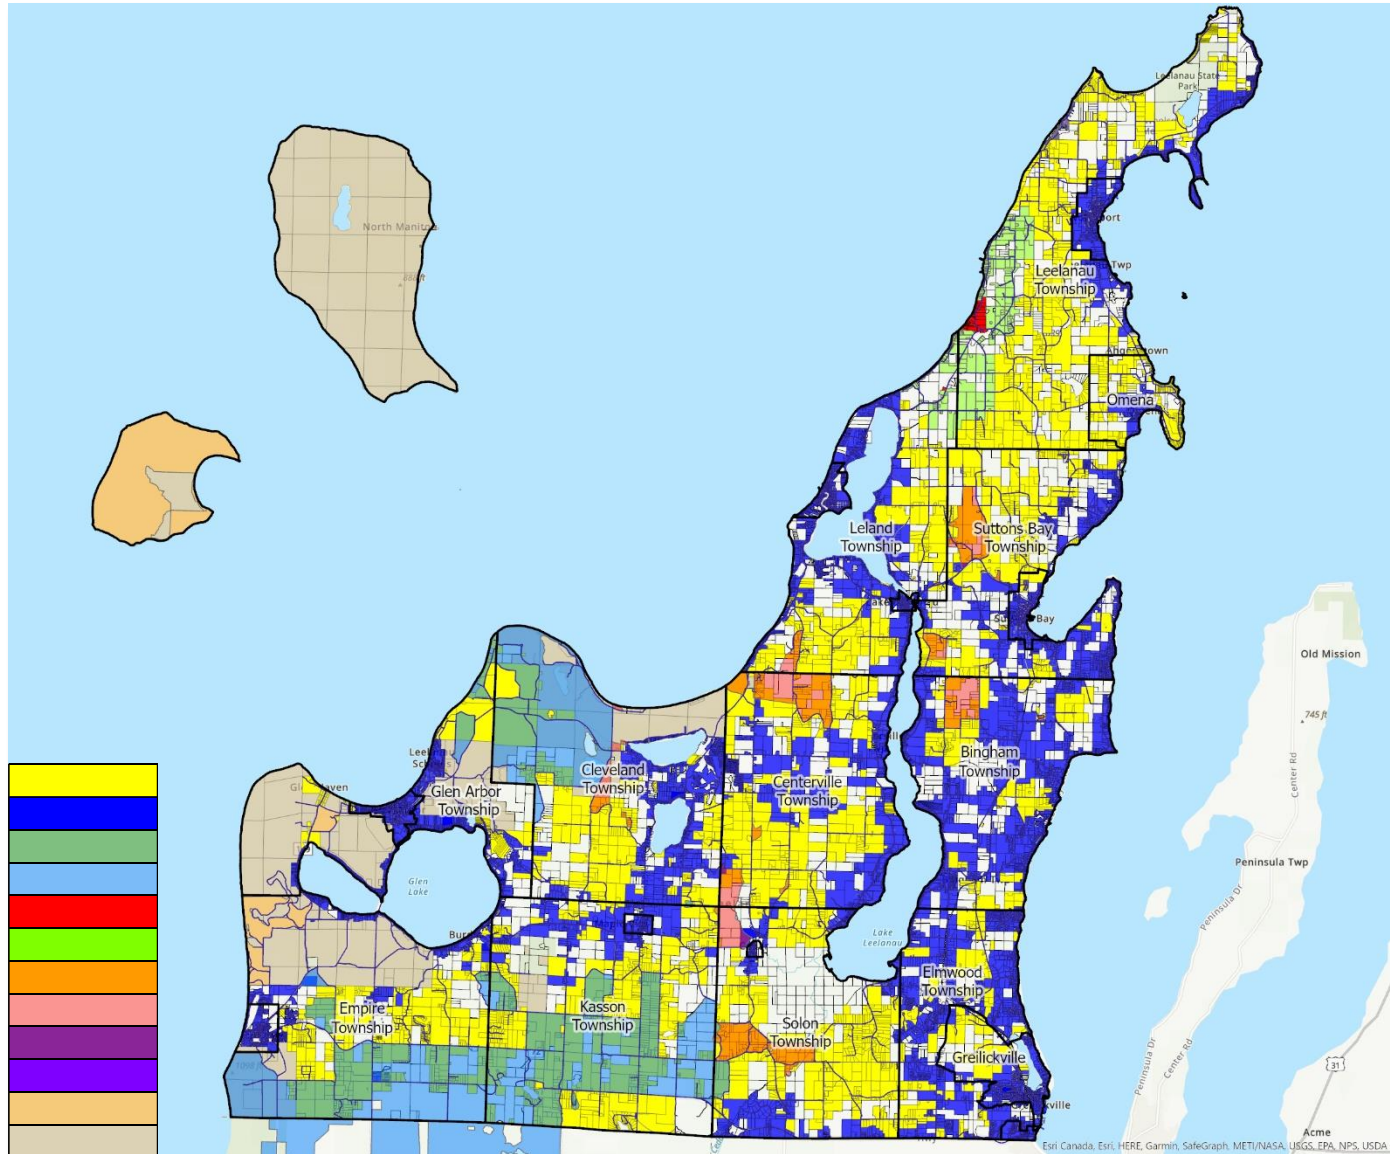 Leelanau State
Park
North Manitou
Leelanau
Township
Omena
Leland
Township
Suttons Bay
Township
Old Mission
745 ft
Center Rd
Bingham
Township
Cleveland
Township
Glen Arbor
Township
Centerville
Township
Peninsula Twp
Peninsula Dr
Glen
Lake
Lake
Leelanau
Elmwood
Township
Empire
Township
Kasson
Township
Solon
Township
Greilickville
31
Peninsula Dr
Center Rd
Acme
Esri Canada, Esri, HERE, Garmin, SafeGraph, METI/NASA, USGS, EPA, NPS, USDA